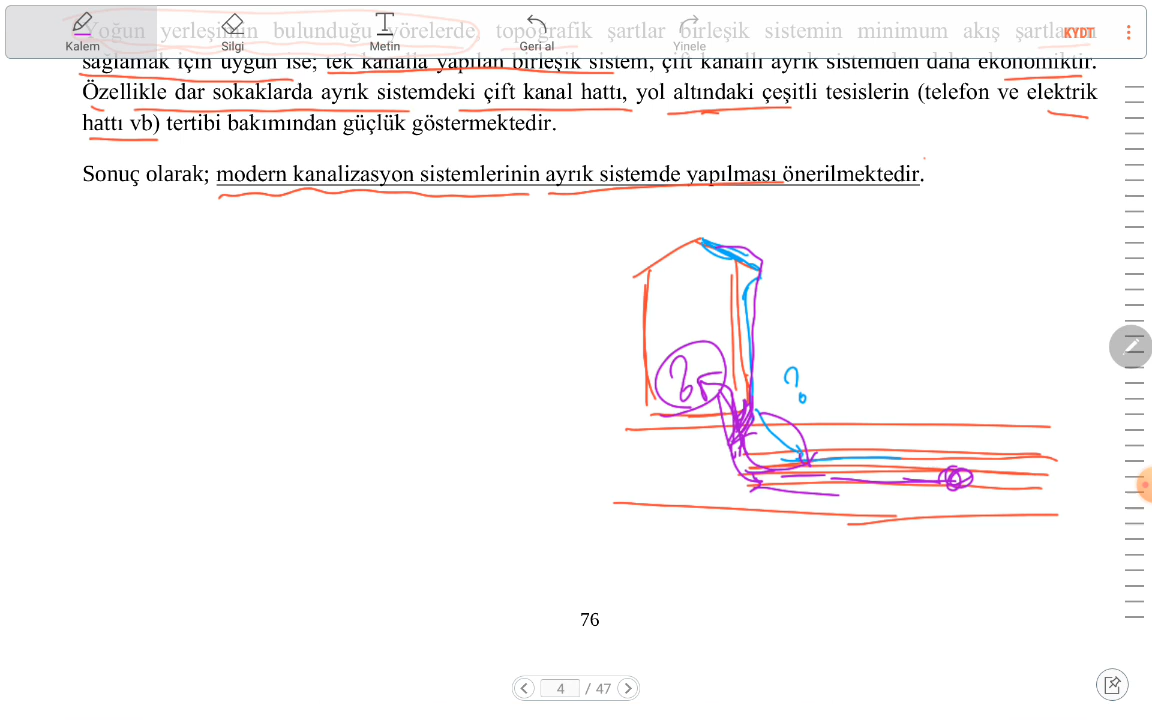 Yoğun yerleşimin bulunduğu yörelerde, topografik şartlar birleşik sistemin minimum akış
KYDT
Kalem Silgi Metin Geri al Yinele
sağlamak için uygun ise; tek kanalla yapılan birleşik sistem, çift kanallı ayrık sistemden daha ekonomiktir.
Özellikle dar sokaklarda ayrık sistemdeki çift kanal hattı, yol altındaki çeşitli tesislerin (telefon ve elektrik
hattı vb) tertibi bakımından güçlük göstermektedir.
Sonuç olarak; modern kanalizasyon sistemlerinin ayrık sistemde yapılması önerilmektedir.
?
76
4 / 47